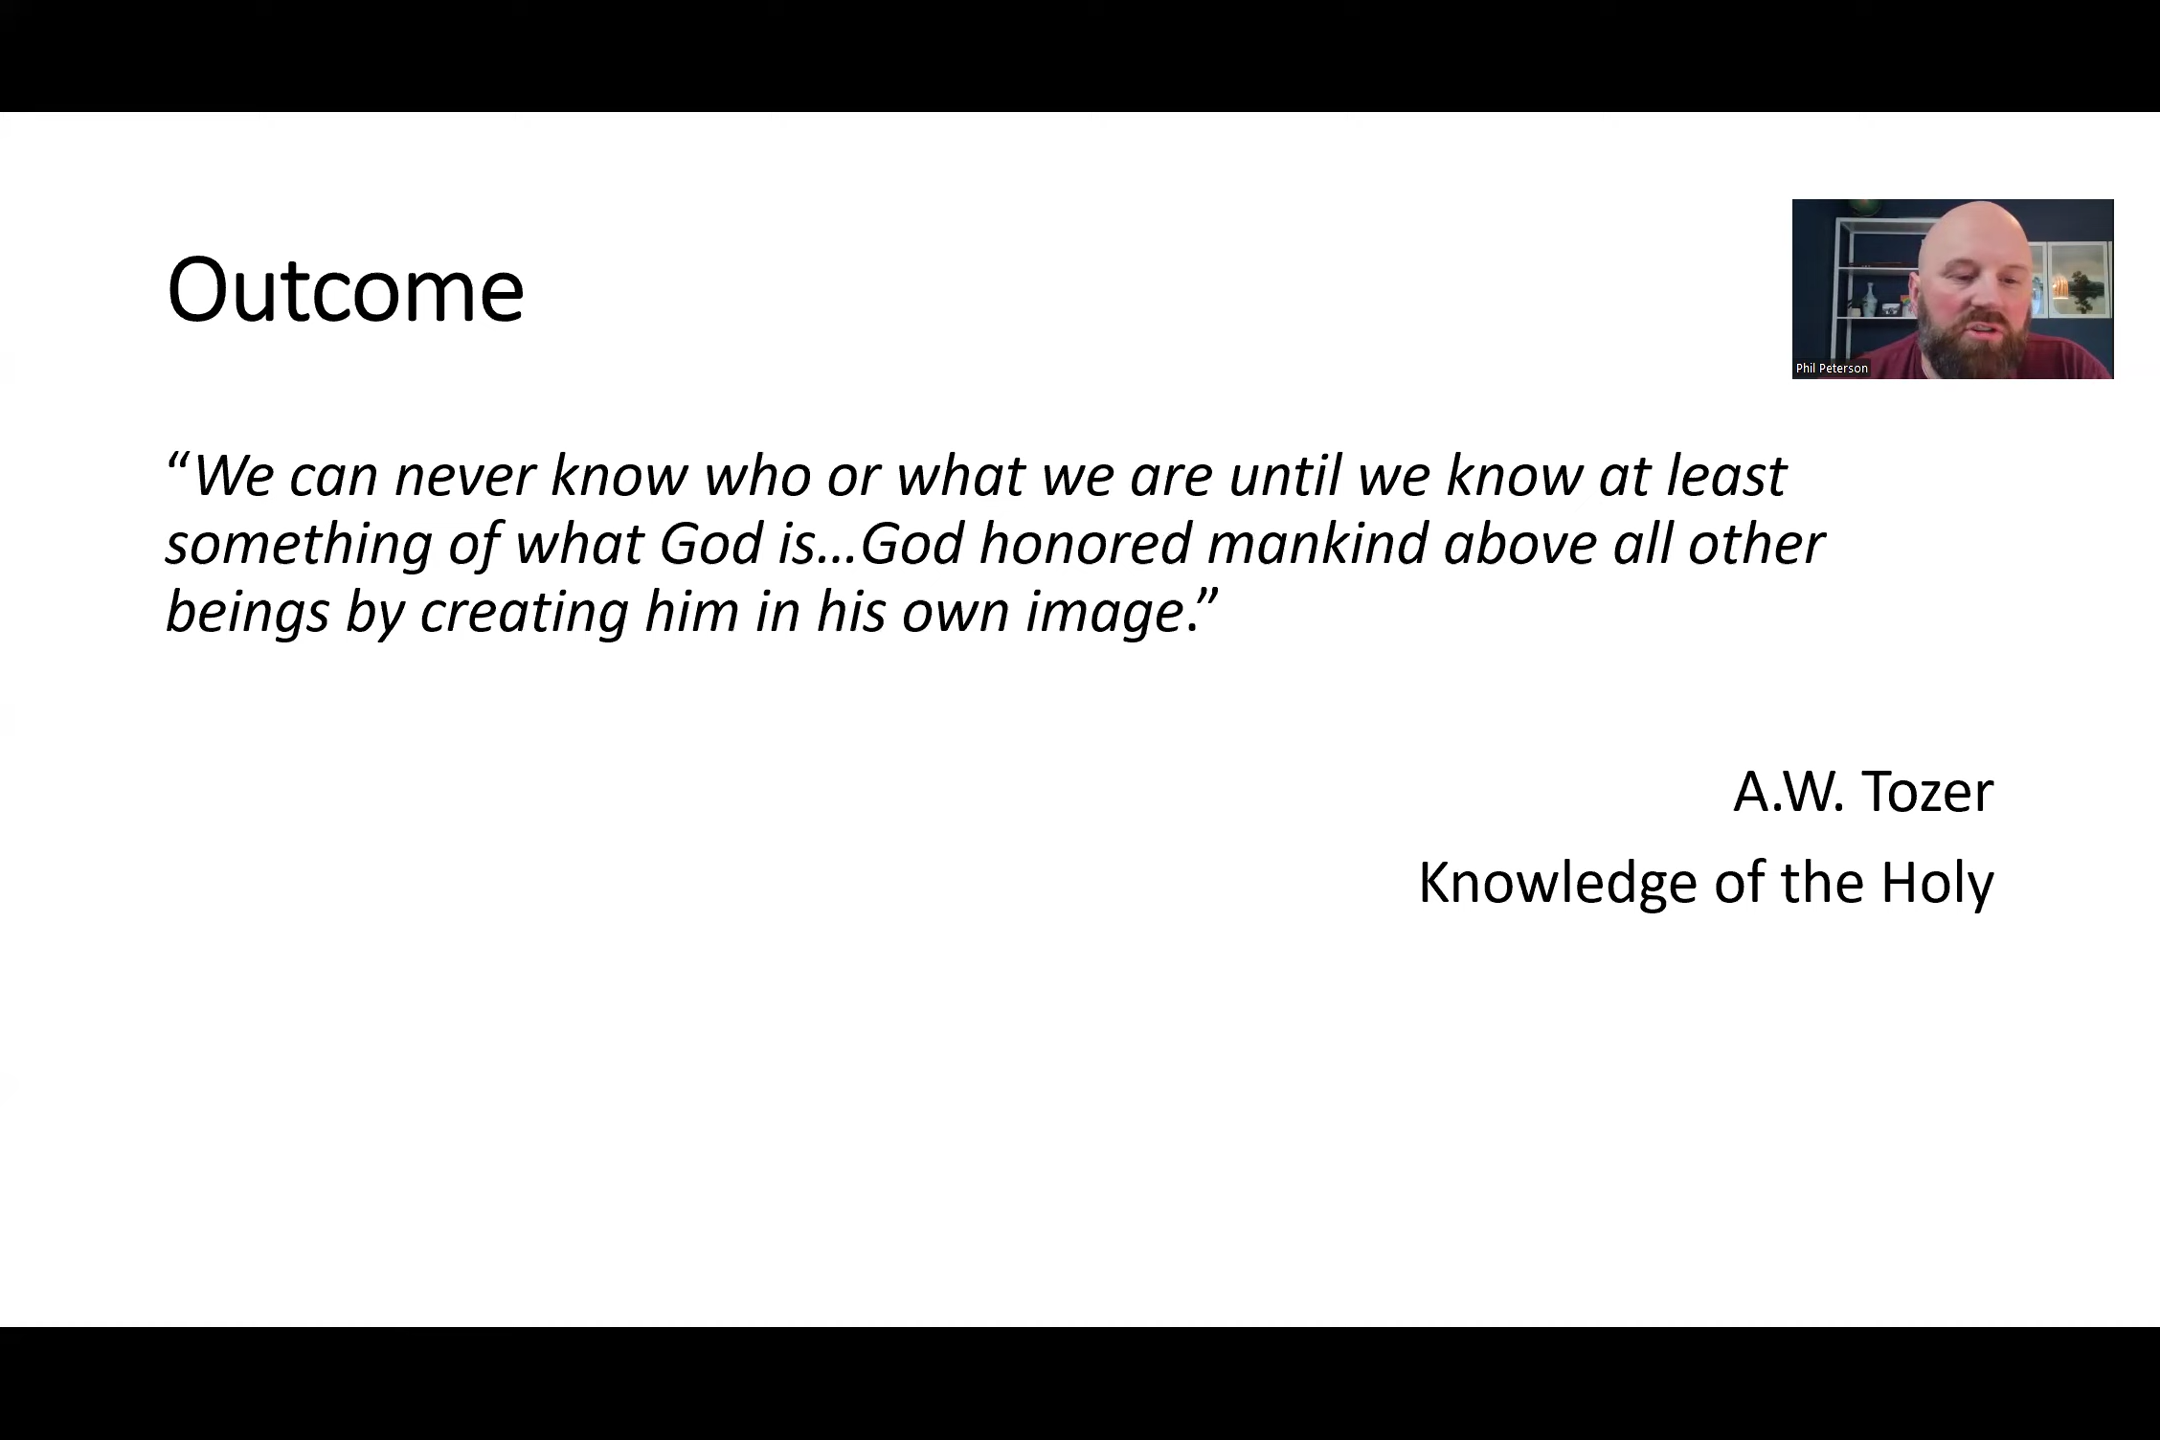 Outcome
Phil Peterson
“We can never know who or what we are until we know at least
something of what God is…God honored mankind above all other
beings by creating him in his own image.”
A.W. Tozer
Knowledge of the Holy